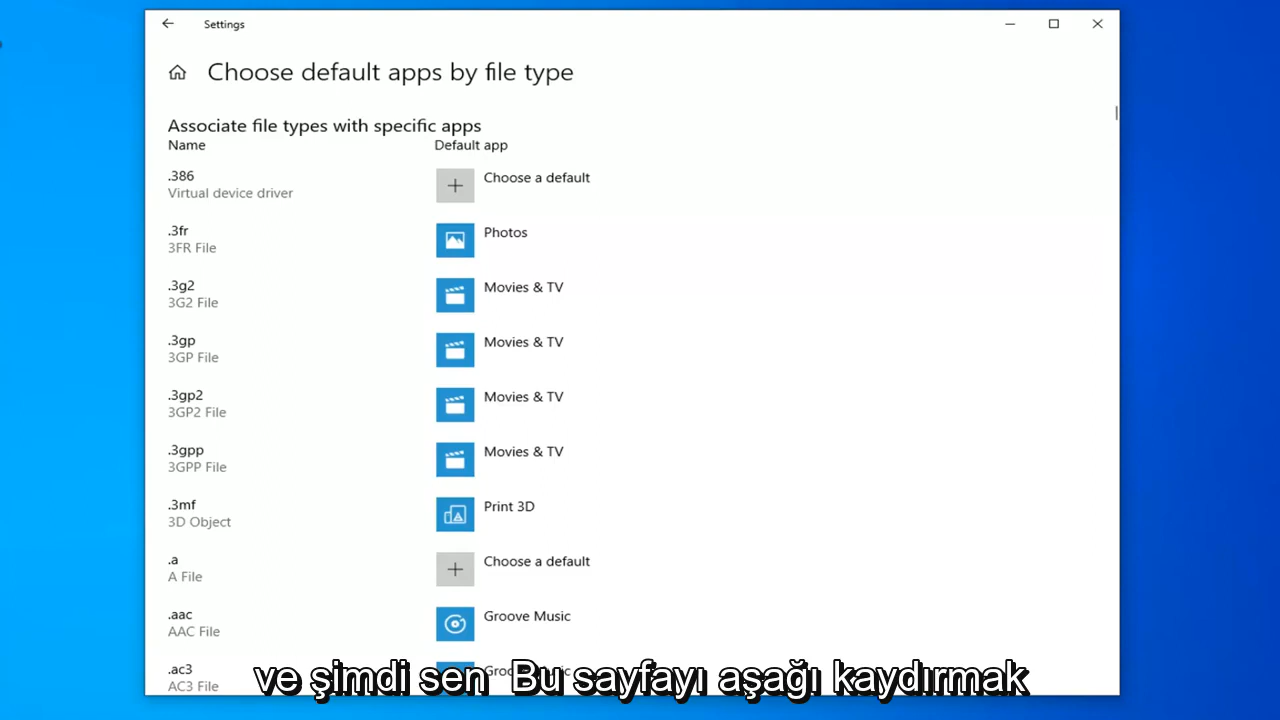 Settings
Choose default apps by file type
Associate file types with specific apps
Name Default app
.386 Choose a default
Virtual device driver
.3fr Photos
3FR File
.3g2 Movies & TV
3G2 File
.3gp Movies & TV
3GP File
.3gp2 Movies & TV
3GP2 File
.3gpp Movies & TV
3GPP File
.3mf Print 3D
3D Object
.a Choose a default
A File
.aac Groove Music
AAC File
.ac3 Groove Music
AC3 File
ve şimdi sen Bu sayfayı aşağı kaydırmak